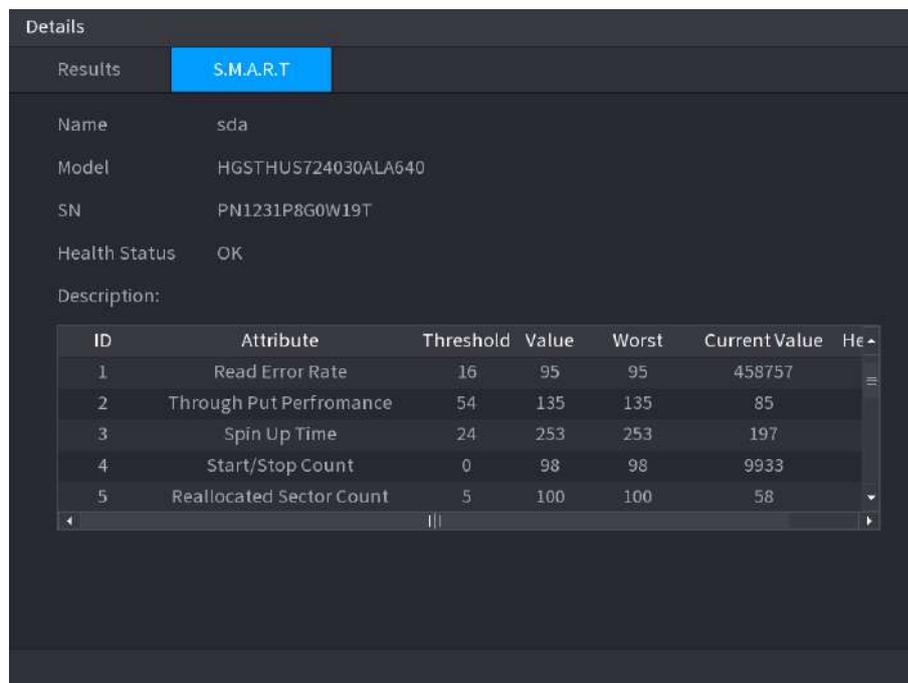 Details
Results S.M.A.R.T
Name sda
Model HGSTHUS724030ALA640
SN PN1231P8G0W19T
Health Status OK
Description:
ID Attribute Threshold Value Worst Current Value He
1 Read Error Rate 16 95 95 458757
2 Through Put Perfromance 54 135 135 85
3 Spin Up Time 24 253 253 197
4 Start/Stop Count 0 98 98 9933
5 Reallocated Sector Count 5 100 100 58